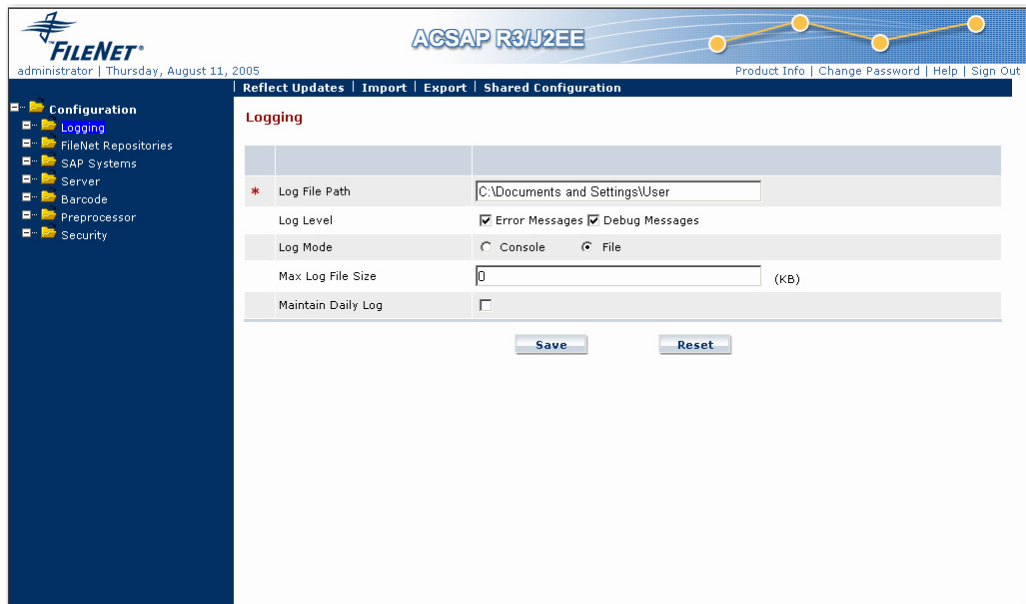 FILENET®
ACSAP R3/J2EE
administrator | Thursday, August 11, 2005
Product Info | Change Password | Help | Sign Out
Reflect Updates | Import | Export | Shared Configuration
Configuration
Logging
FileNet Repositories
SAP Systems
Server
Barcode
Preprocessor
Security
Logging
* Log File Path C:\Documents and Settings\User
Log Level Error Messages Debug Messages
Log Mode Console File
Max Log File Size 0 (KB)
Maintain Daily Log
Save Reset